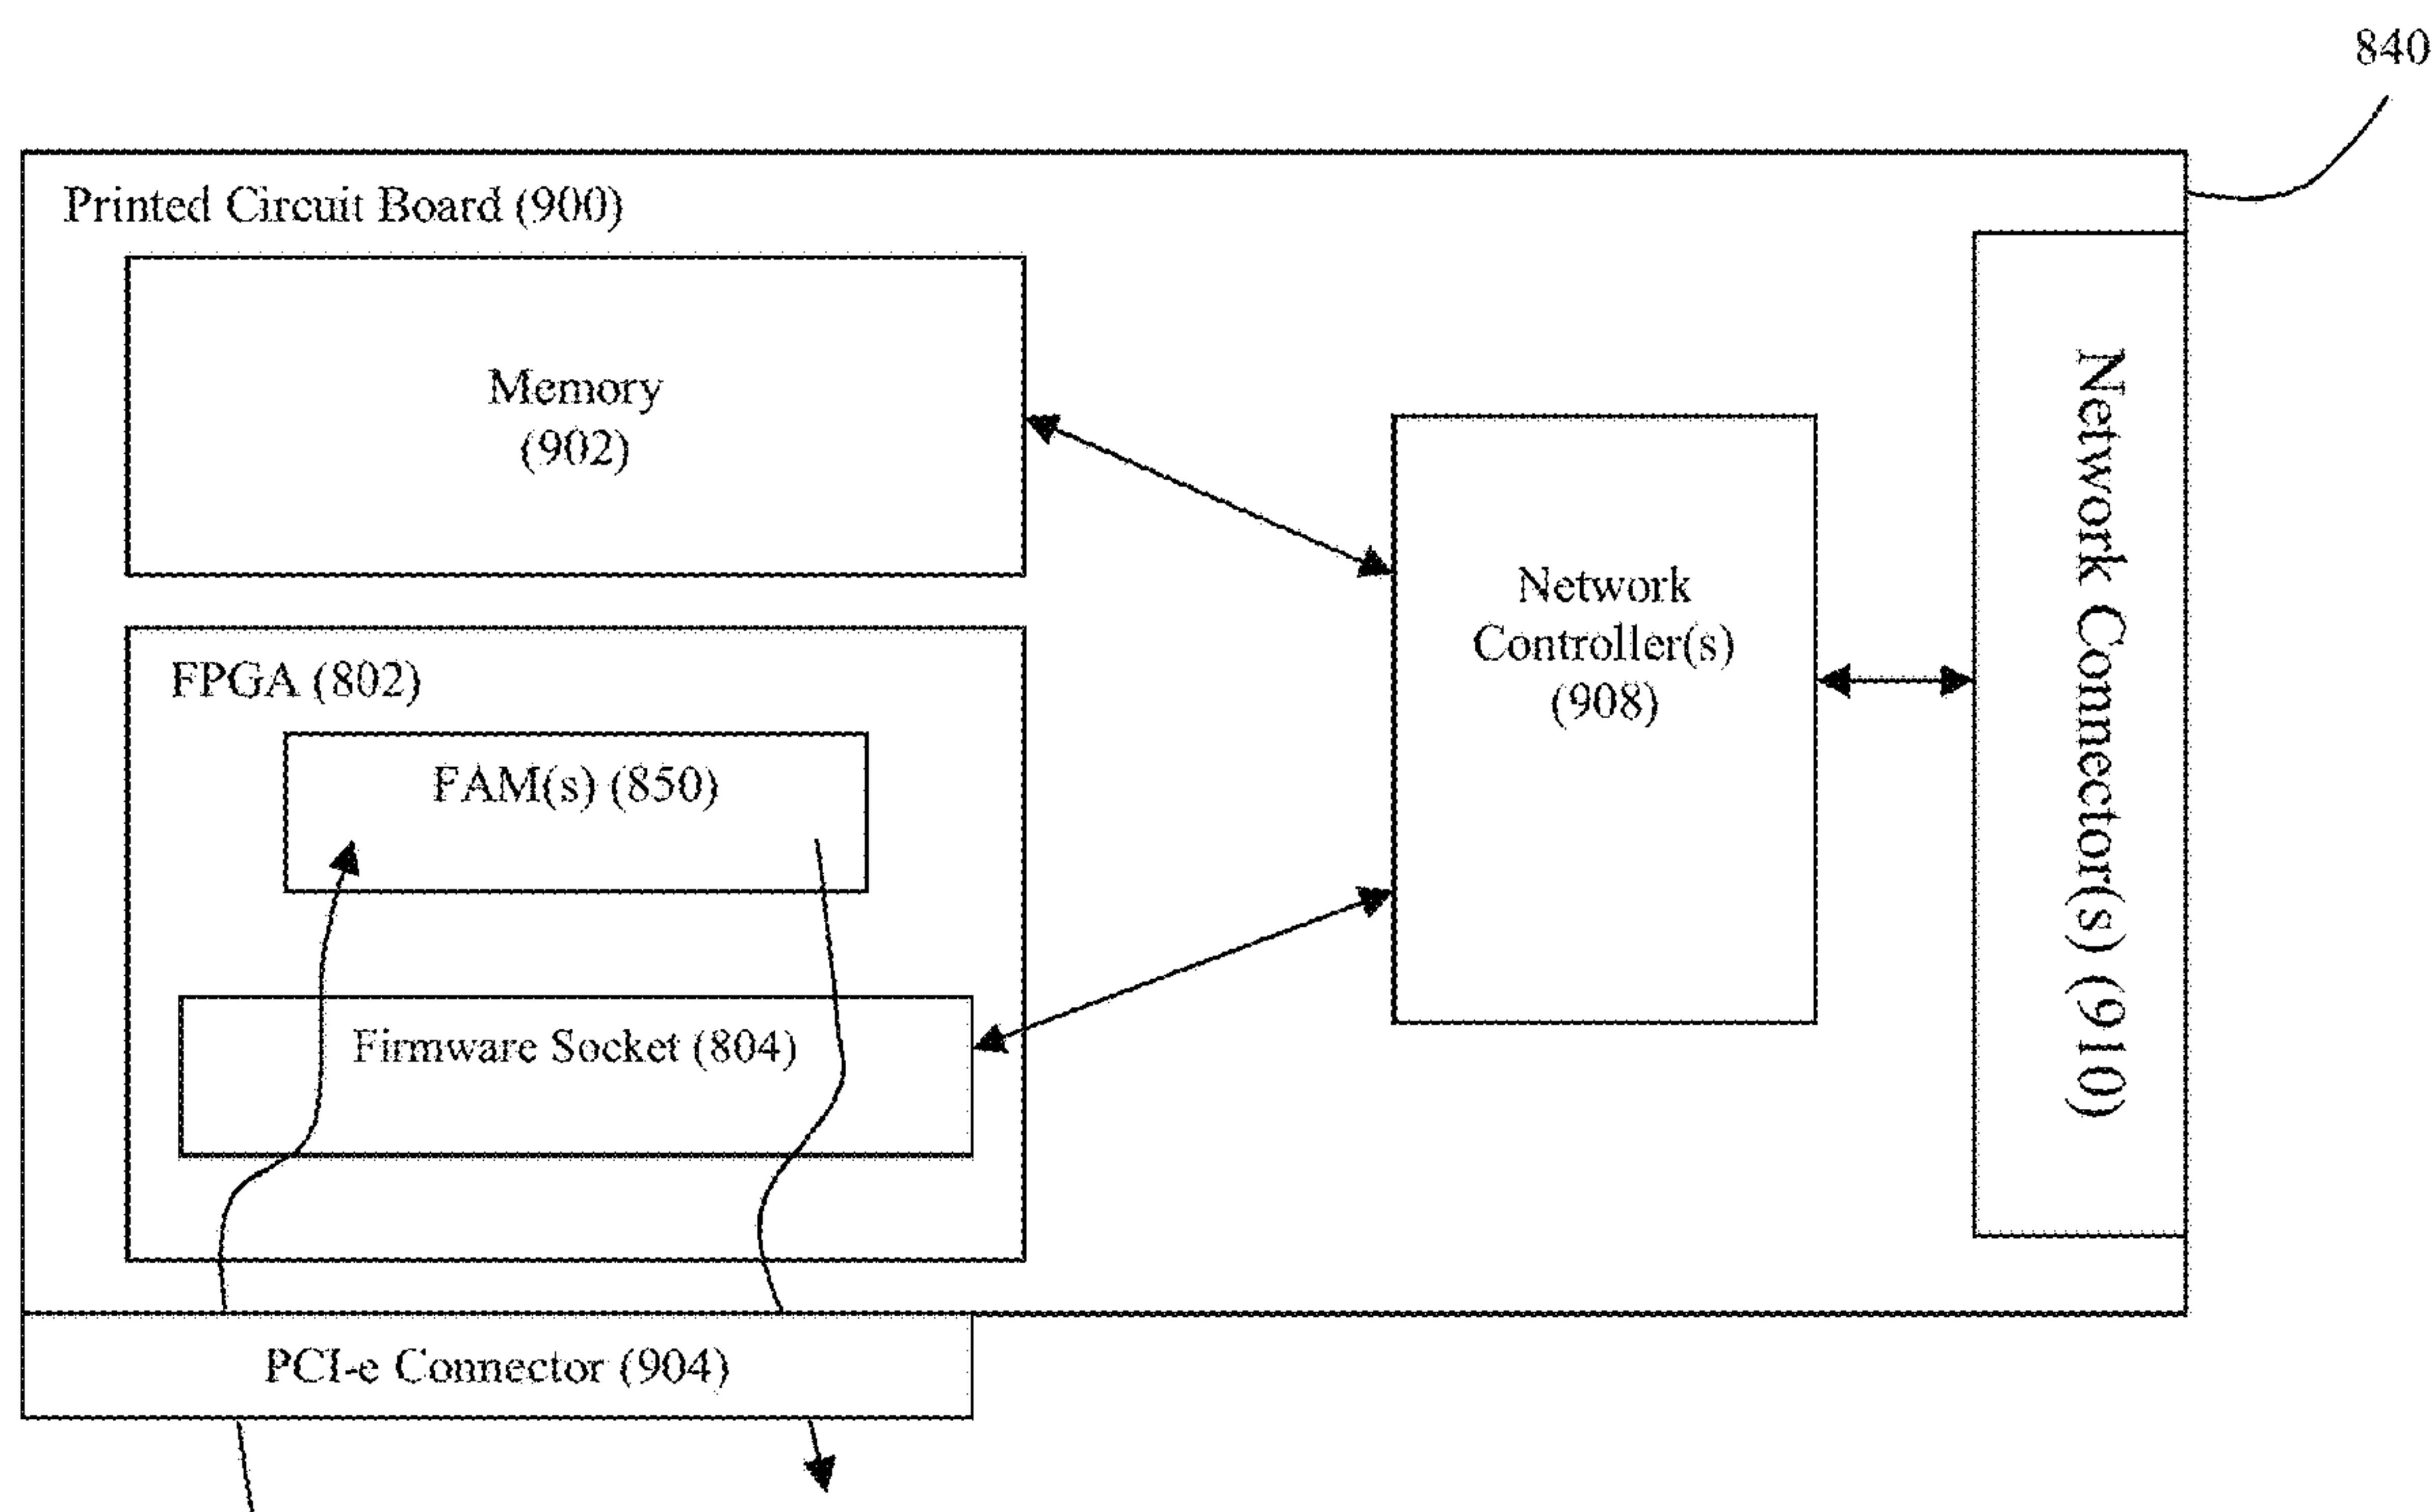 840
Printed Circuit Board (900)
Memory
(902)
Network
Controller(s)
(908)
Network Connector(s) (910)
FPGA (802)
FAM(s) (850)
Firmware Socket (804)
PCI-e Connector (904)